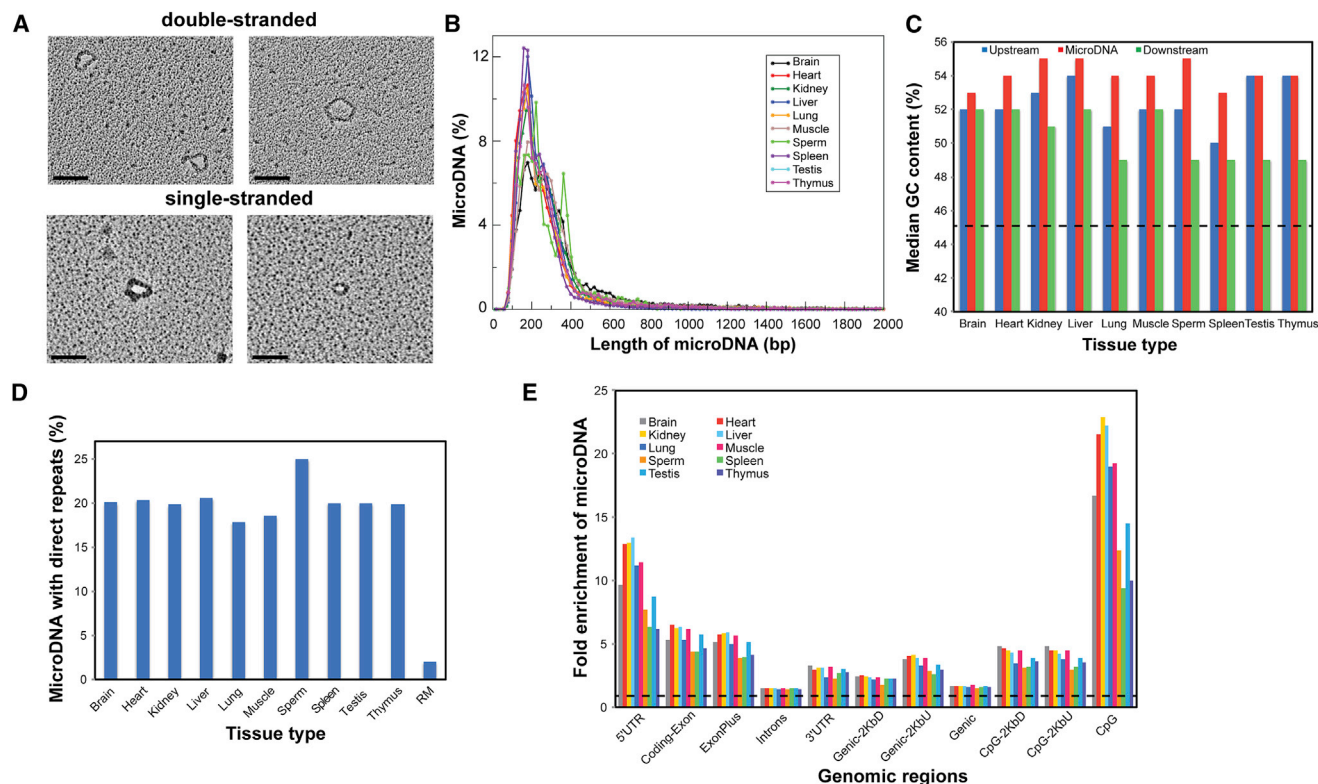 A
double-stranded
single-stranded
B
MicroDNA (%)
12
8
4
0
0 200 400 600 800 1000 1200 1400 1600 1800 2000
Length of microDNA (bp)
Brain
Heart
Kidney
Liver
Lung
Muscle
Sperm
Spleen
Testis
Thymus
C
Median GC content (%)
56
54
52
50
48
46
44
42
40
Upstream MicroDNA Downstream
Brain Heart Kidney Liver Lung Muscle Sperm Spleen Testis Thymus
Tissue type
D
MicroDNA with direct repeats (%)
25
20
15
10
5
0
Brain Heart Kidney Liver Lung Muscle Sperm Spleen Testis Thymus RM
Tissue type
E
Fold enrichment of microDNA
25
20
15
10
5
0
Brain Heart
Kidney Liver
Lung Muscle
Sperm Spleen
Testis Thymus
5'UTR Coding-Exon ExonPlus Introns 3'UTR Genic-2KbD Genic-2KbU Genic CpG-2KbD CpG-2KbU CpG
Genomic regions